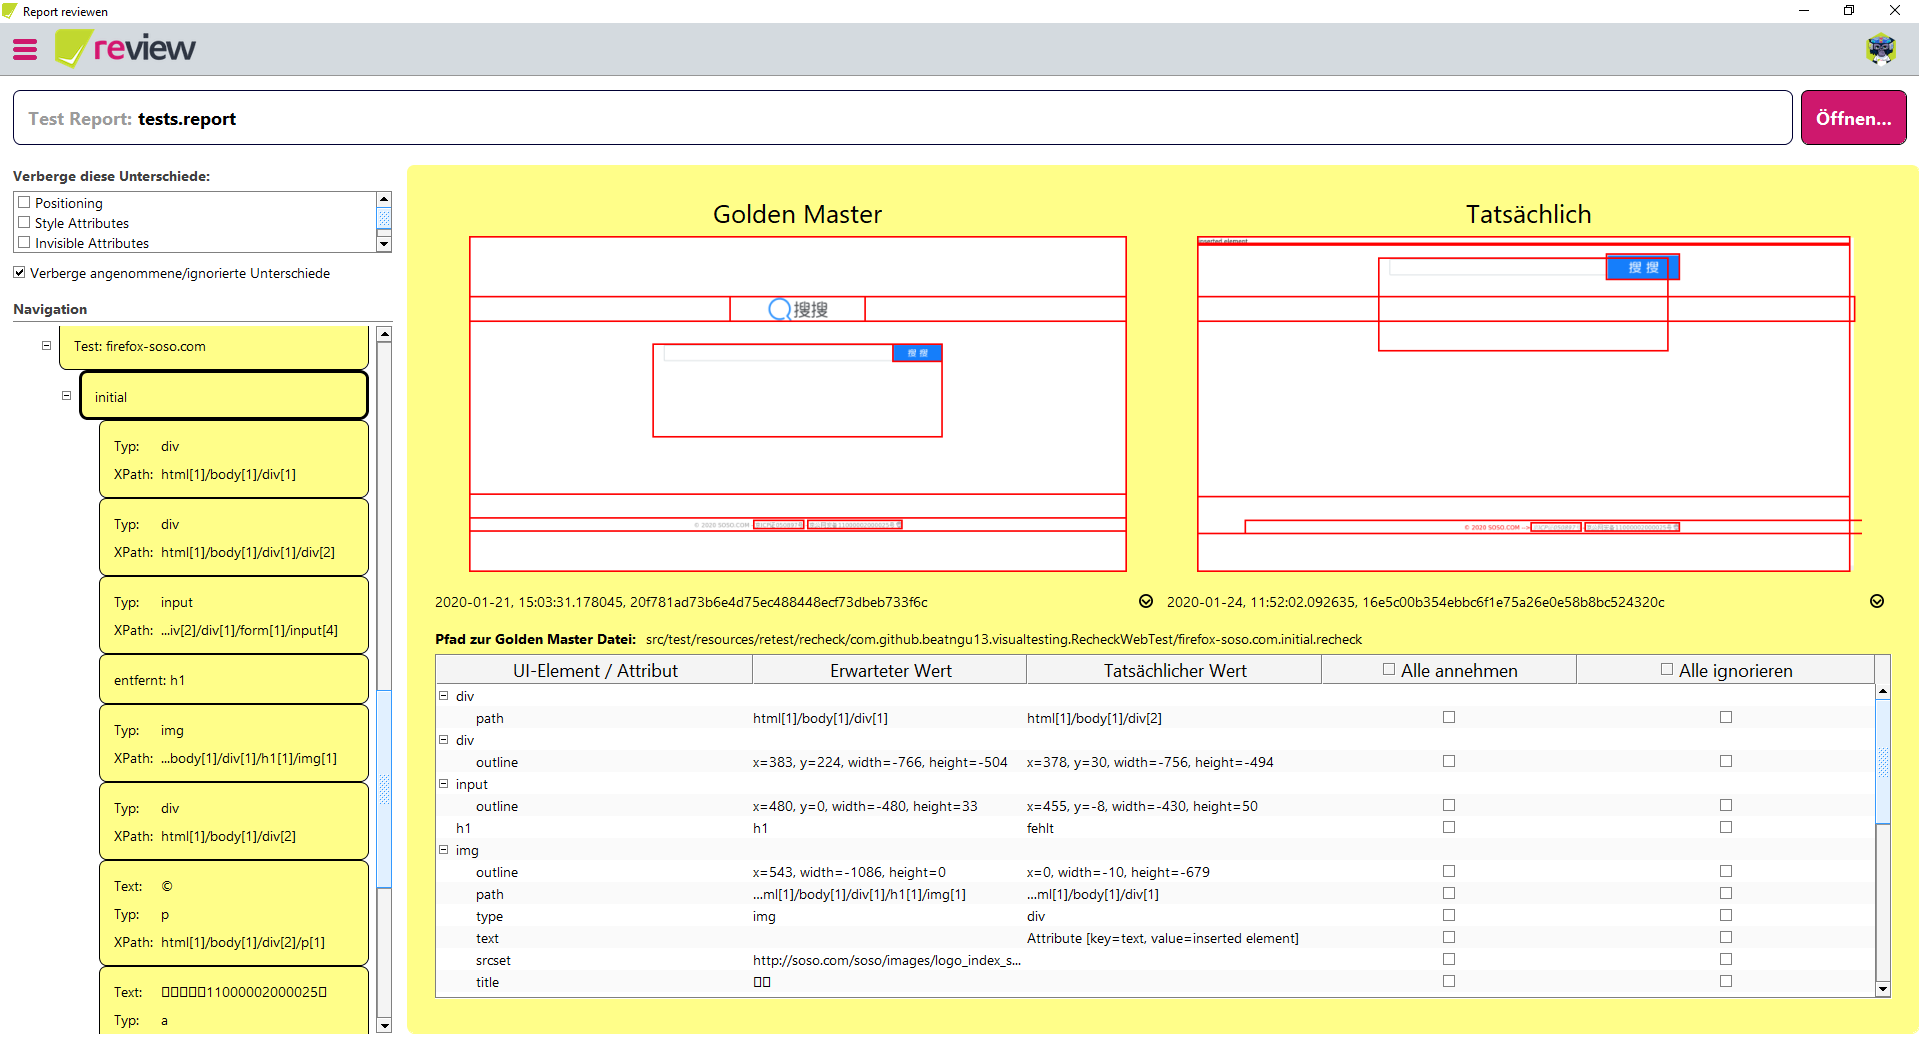 Report reviewen
review
Test Report: tests.report
Öffnen...
Verberge diese Unterschiede:
Positioning
Style Attributes
Invisible Attributes
Verberge angenommene/ignorierte Unterschiede
Navigation
Test: firefox-soso.com
initial
Typ: div
XPath: html[1]/body[1]/div[1]
Typ: div
XPath: html[1]/body[1]/div[1]/div[2]
Typ: input
XPath: ...iv[2]/div[1]/form[1]/input[4]
entfernt: h1
Typ: img
XPath: ...body[1]/div[1]/h1[1]/img[1]
Typ: div
XPath: html[1]/body[1]/div[2]
Text: ©
Typ: p
XPath: html[1]/body[1]/div[2]/p[1]
Text: □□□□□11000002000025□
Typ: a
Golden Master
搜搜
搜 搜
© 2020 SOSO.COM
Tatsächlich
inserted element
搜 搜
© 2020 SOSO.COM -->
2020-01-21, 15:03:31.178045, 20f781ad73b6e4d75ec488448ecf73dbeb733f6c
2020-01-24, 11:52:02.092635, 16e5c00b354ebbc6f1e75a26e0e58b8bc524320c
Pfad zur Golden Master Datei: src/test/resources/retest/recheck/com.github.beatngu13.visualtesting.RecheckWebTest/firefox-soso.com.initial.recheck
UI-Element / Attribut Erwarteter Wert Tatsächlicher Wert Alle annehmen Alle ignorieren
div
path html[1]/body[1]/div[1] html[1]/body[1]/div[2]
div
outline x=383, y=224, width=-766, height=-504 x=378, y=30, width=-756, height=-494
input
outline x=480, y=0, width=-480, height=33 x=455, y=-8, width=-430, height=50
h1 h1 fehlt
img
outline x=543, width=-1086, height=0 x=0, width=-10, height=-679
path ...ml[1]/body[1]/div[1]/h1[1]/img[1] ...ml[1]/body[1]/div[1]
type img div
text Attribute [key=text, value=inserted element]
srcset http://soso.com/soso/images/logo_index_s...
title □□